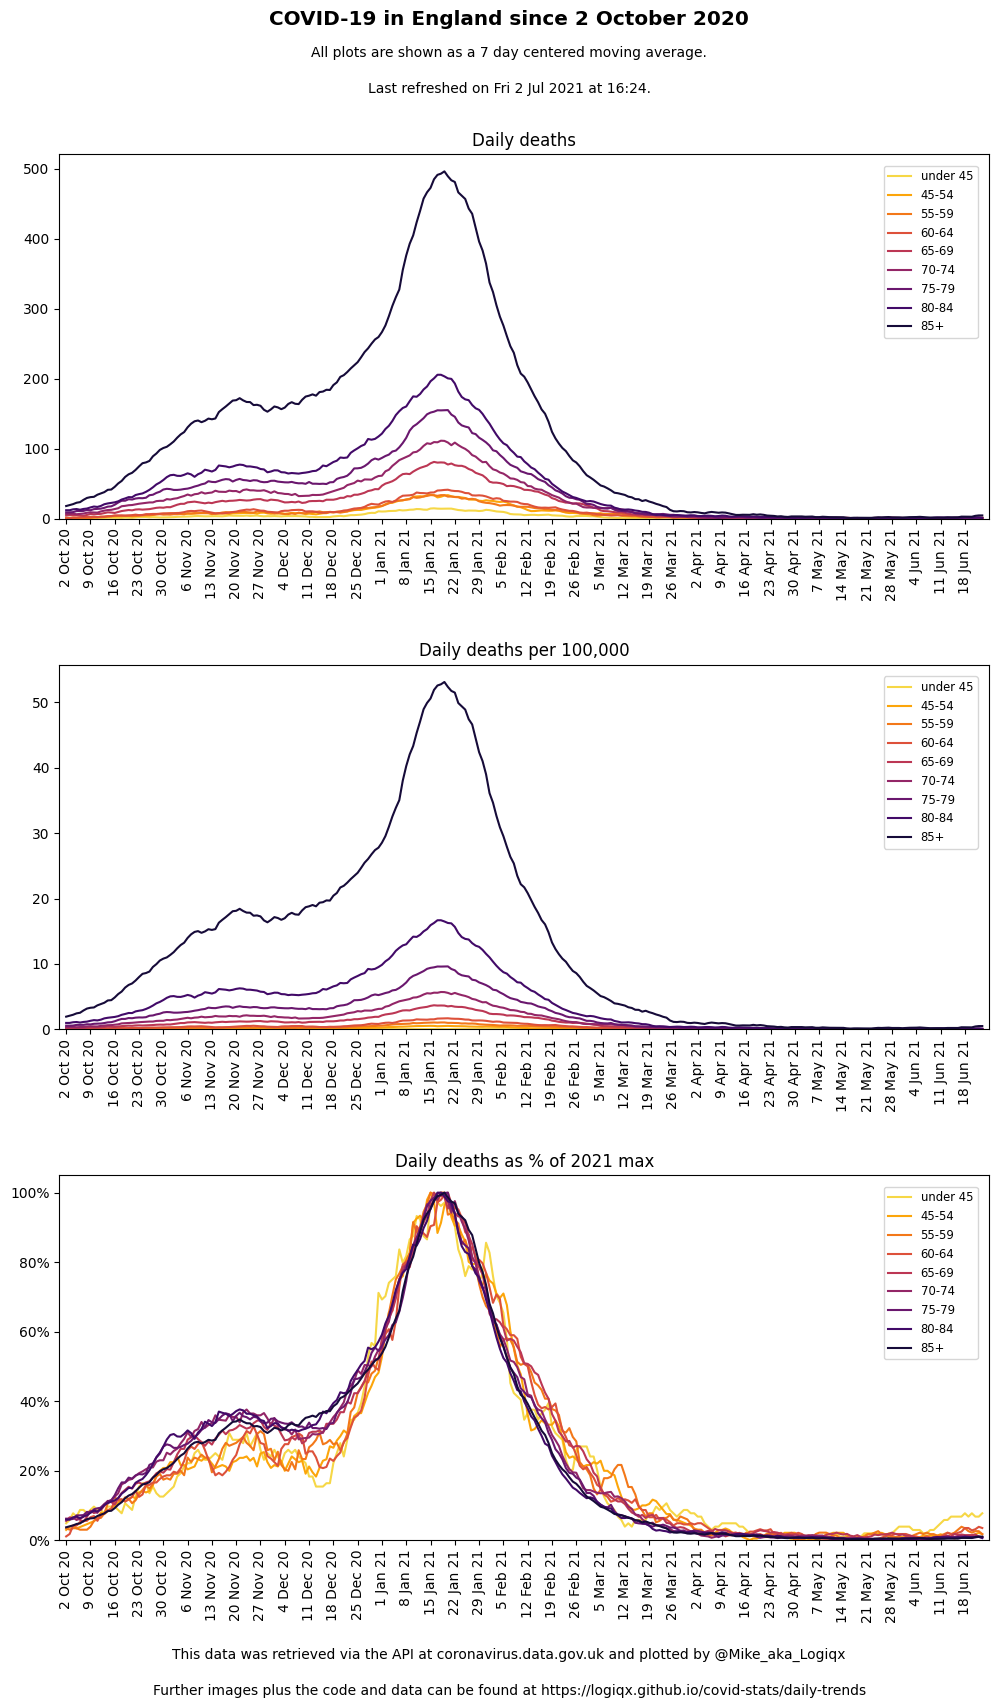 COVID-19 in England since 2 October 2020
All plots are shown as a 7 day centered moving average.
Last refreshed on Fri 2 Jul 2021 at 16:24.
Daily deaths
500
400
300
200
100
0
under 45
45-54
55-59
60-64
65-69
70-74
75-79
80-84
85+
2 Oct 20
9 Oct 20
16 Oct 20
23 Oct 20
30 Oct 20
6 Nov 20
13 Nov 20
20 Nov 20
27 Nov 20
4 Dec 20
11 Dec 20
18 Dec 20
25 Dec 20
1 Jan 21
8 Jan 21
15 Jan 21
22 Jan 21
29 Jan 21
5 Feb 21
12 Feb 21
19 Feb 21
26 Feb 21
5 Mar 21
12 Mar 21
19 Mar 21
26 Mar 21
2 Apr 21
9 Apr 21
16 Apr 21
23 Apr 21
30 Apr 21
7 May 21
14 May 21
21 May 21
28 May 21
4 Jun 21
11 Jun 21
18 Jun 21
Daily deaths per 100,000
50
40
30
20
10
0
under 45
45-54
55-59
60-64
65-69
70-74
75-79
80-84
85+
2 Oct 20
9 Oct 20
16 Oct 20
23 Oct 20
30 Oct 20
6 Nov 20
13 Nov 20
20 Nov 20
27 Nov 20
4 Dec 20
11 Dec 20
18 Dec 20
25 Dec 20
1 Jan 21
8 Jan 21
15 Jan 21
22 Jan 21
29 Jan 21
5 Feb 21
12 Feb 21
19 Feb 21
26 Feb 21
5 Mar 21
12 Mar 21
19 Mar 21
26 Mar 21
2 Apr 21
9 Apr 21
16 Apr 21
23 Apr 21
30 Apr 21
7 May 21
14 May 21
21 May 21
28 May 21
4 Jun 21
11 Jun 21
18 Jun 21
Daily deaths as % of 2021 max
100%
80%
60%
40%
20%
0%
under 45
45-54
55-59
60-64
65-69
70-74
75-79
80-84
85+
2 Oct 20
9 Oct 20
16 Oct 20
23 Oct 20
30 Oct 20
6 Nov 20
13 Nov 20
20 Nov 20
27 Nov 20
4 Dec 20
11 Dec 20
18 Dec 20
25 Dec 20
1 Jan 21
8 Jan 21
15 Jan 21
22 Jan 21
29 Jan 21
5 Feb 21
12 Feb 21
19 Feb 21
26 Feb 21
5 Mar 21
12 Mar 21
19 Mar 21
26 Mar 21
2 Apr 21
9 Apr 21
16 Apr 21
23 Apr 21
30 Apr 21
7 May 21
14 May 21
21 May 21
28 May 21
4 Jun 21
11 Jun 21
18 Jun 21
This data was retrieved via the API at coronavirus.data.gov.uk and plotted by @Mike_aka_Logiqx
Further images plus the code and data can be found at https://logiqx.github.io/covid-stats/daily-trends